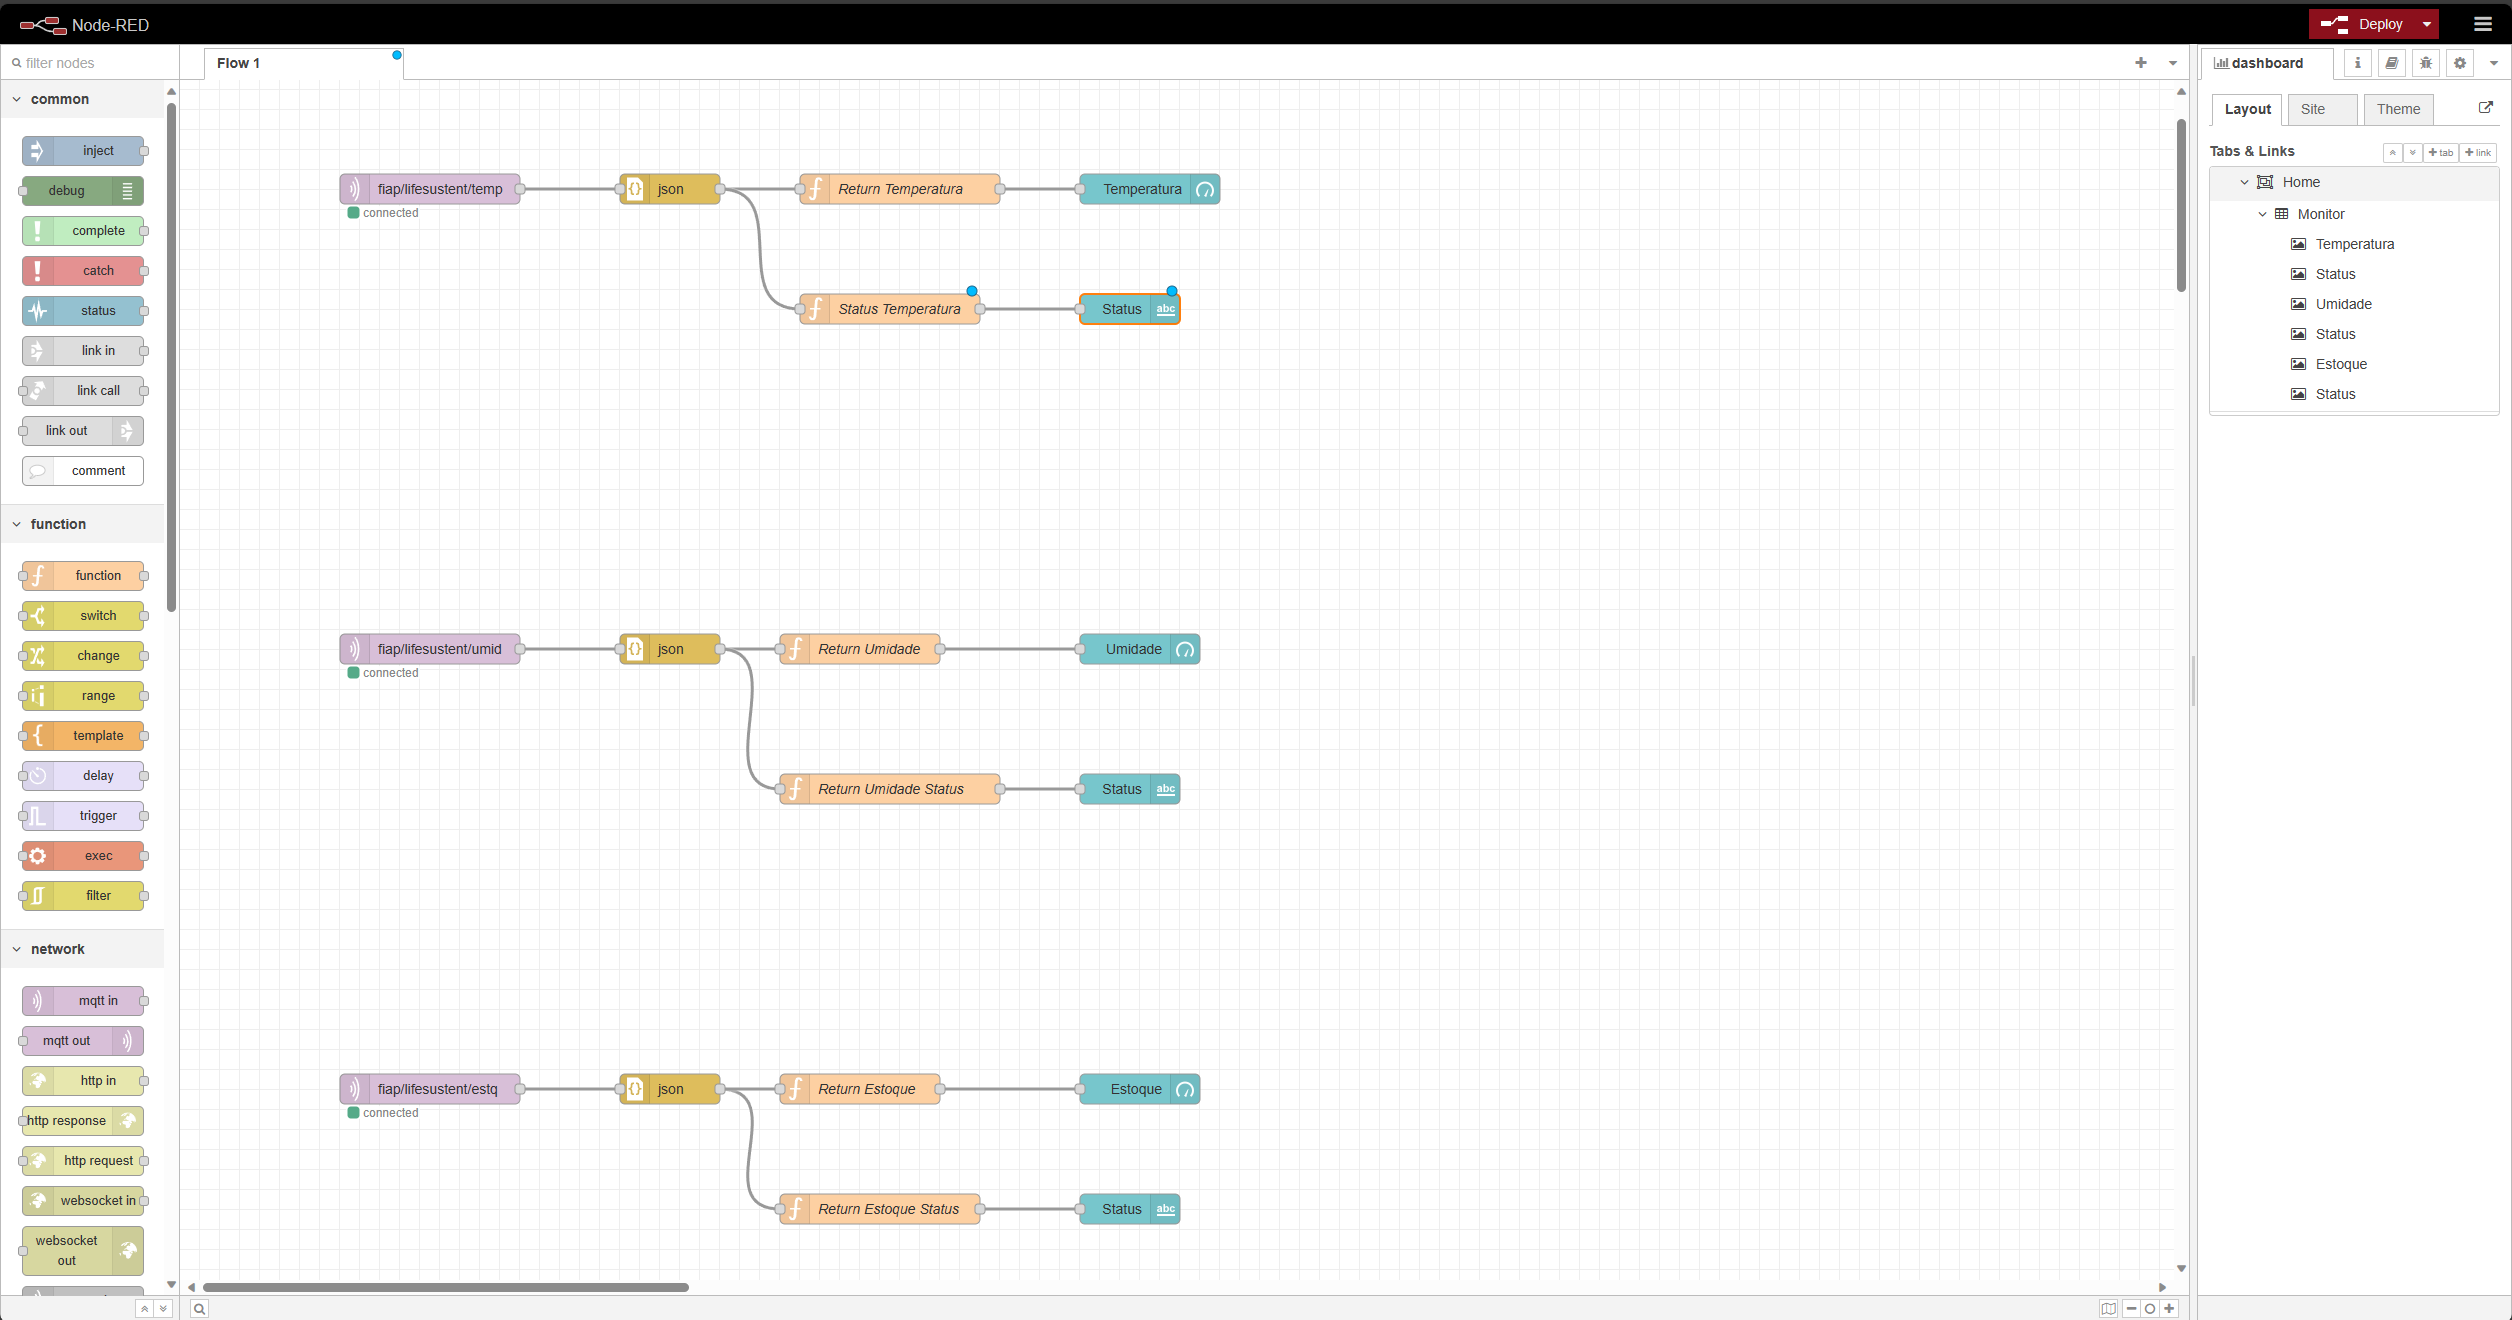 Node-RED
Deploy
filter nodes
Flow 1
dashboard
common
inject
debug
complete
catch
status
link in
link call
link out
comment
function
function
switch
change
range
template
delay
trigger
exec
filter
network
mqtt in
mqtt out
http in
http response
http request
websocket in
websocket
out
fiap/lifesustent/temp
connected
json
Return Temperatura
Temperatura
Status Temperatura
Status
abc
fiap/lifesustent/umid
connected
json
Return Umidade
Umidade
Return Umidade Status
Status
abc
fiap/lifesustent/estq
connected
json
Return Estoque
Estoque
Return Estoque Status
Status
abc
Layout
Site
Theme
Tabs & Links
tab
link
Home
Monitor
Temperatura
Status
Umidade
Status
Estoque
Status